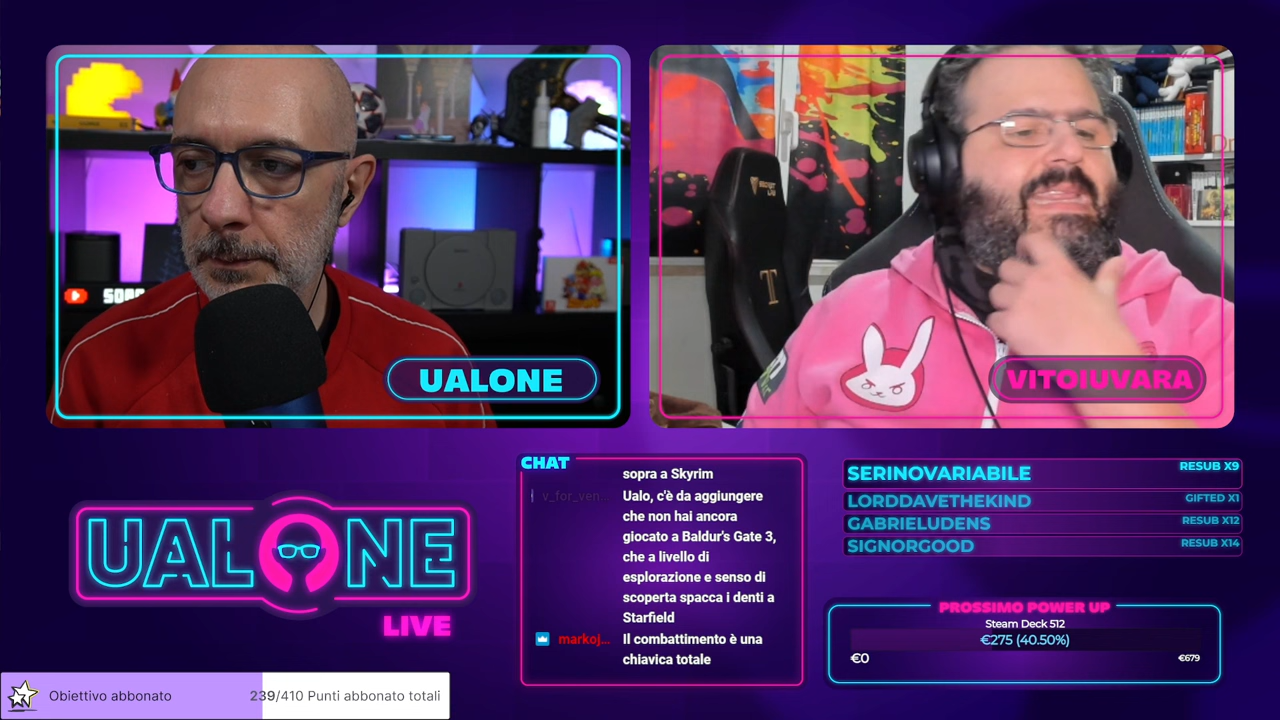 UALONE
VITOIUVARA
CHAT
sopra a Skyrim
v_for_ven... Ualo, c'è da aggiungere
che non hai ancora
giocato a Baldur's Gate 3,
che a livello di
esplorazione e senso di
scoperta spacca i denti a
Starfield
markoj... Il combattimento è una
chiavica totale
SERINOVARIABILE RESUB X9
LORDDAVETHEKIND GIFTED X1
GABRIELUDENS RESUB X12
SIGNORGOOD RESUB X14
UALONE
LIVE
PROSSIMO POWER UP
Steam Deck 512
€275 (40.50%)
€0 €679
Obiettivo abbonato 239/410 Punti abbonato totali